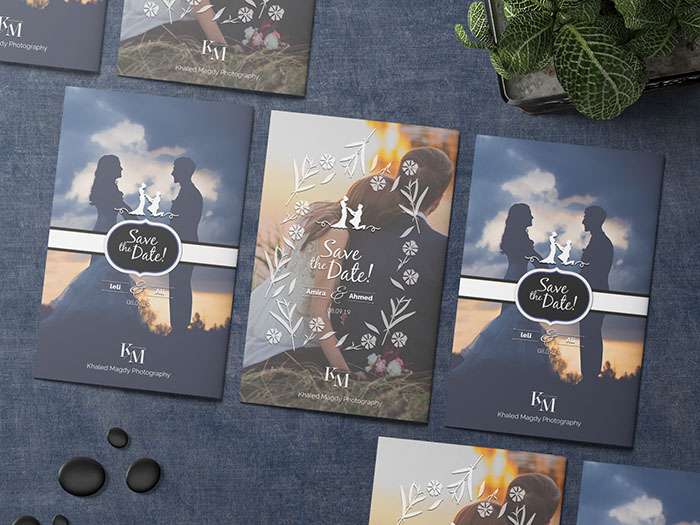 KM
Khaled Magdy Photography
Save
the Date!
Leli & Ali
KM
Khaled Magdy Photography
Save
the Date!
Amira & Ahmed
08.09.19
KM
Khaled Magdy Photography
Save
the Date!
Leli & Ali
KM
Khaled Magdy Photography